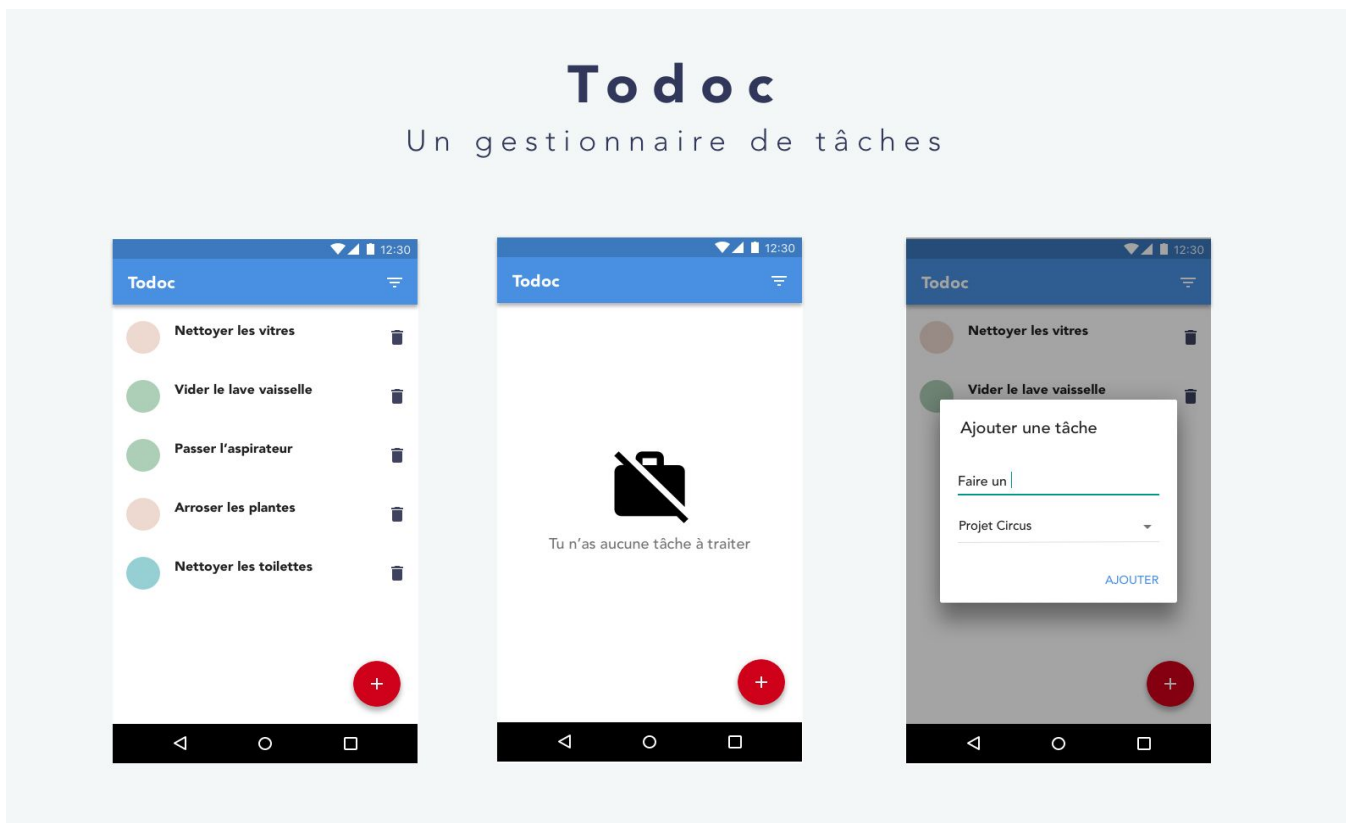 Todoc
Un gestionnaire de tâches
12:30
Todoc
Nettoyer les vitres
Vider le lave vaisselle
Passer l’aspirateur
Arroser les plantes
Nettoyer les toilettes
+
12:30
Todoc
Tu n’as aucune tâche à traiter
+
12:30
Todoc
Nettoyer les vitres
Vider le lave vaisselle
Ajouter une tâche
Faire un
Projet Circus
AJOUTER
+